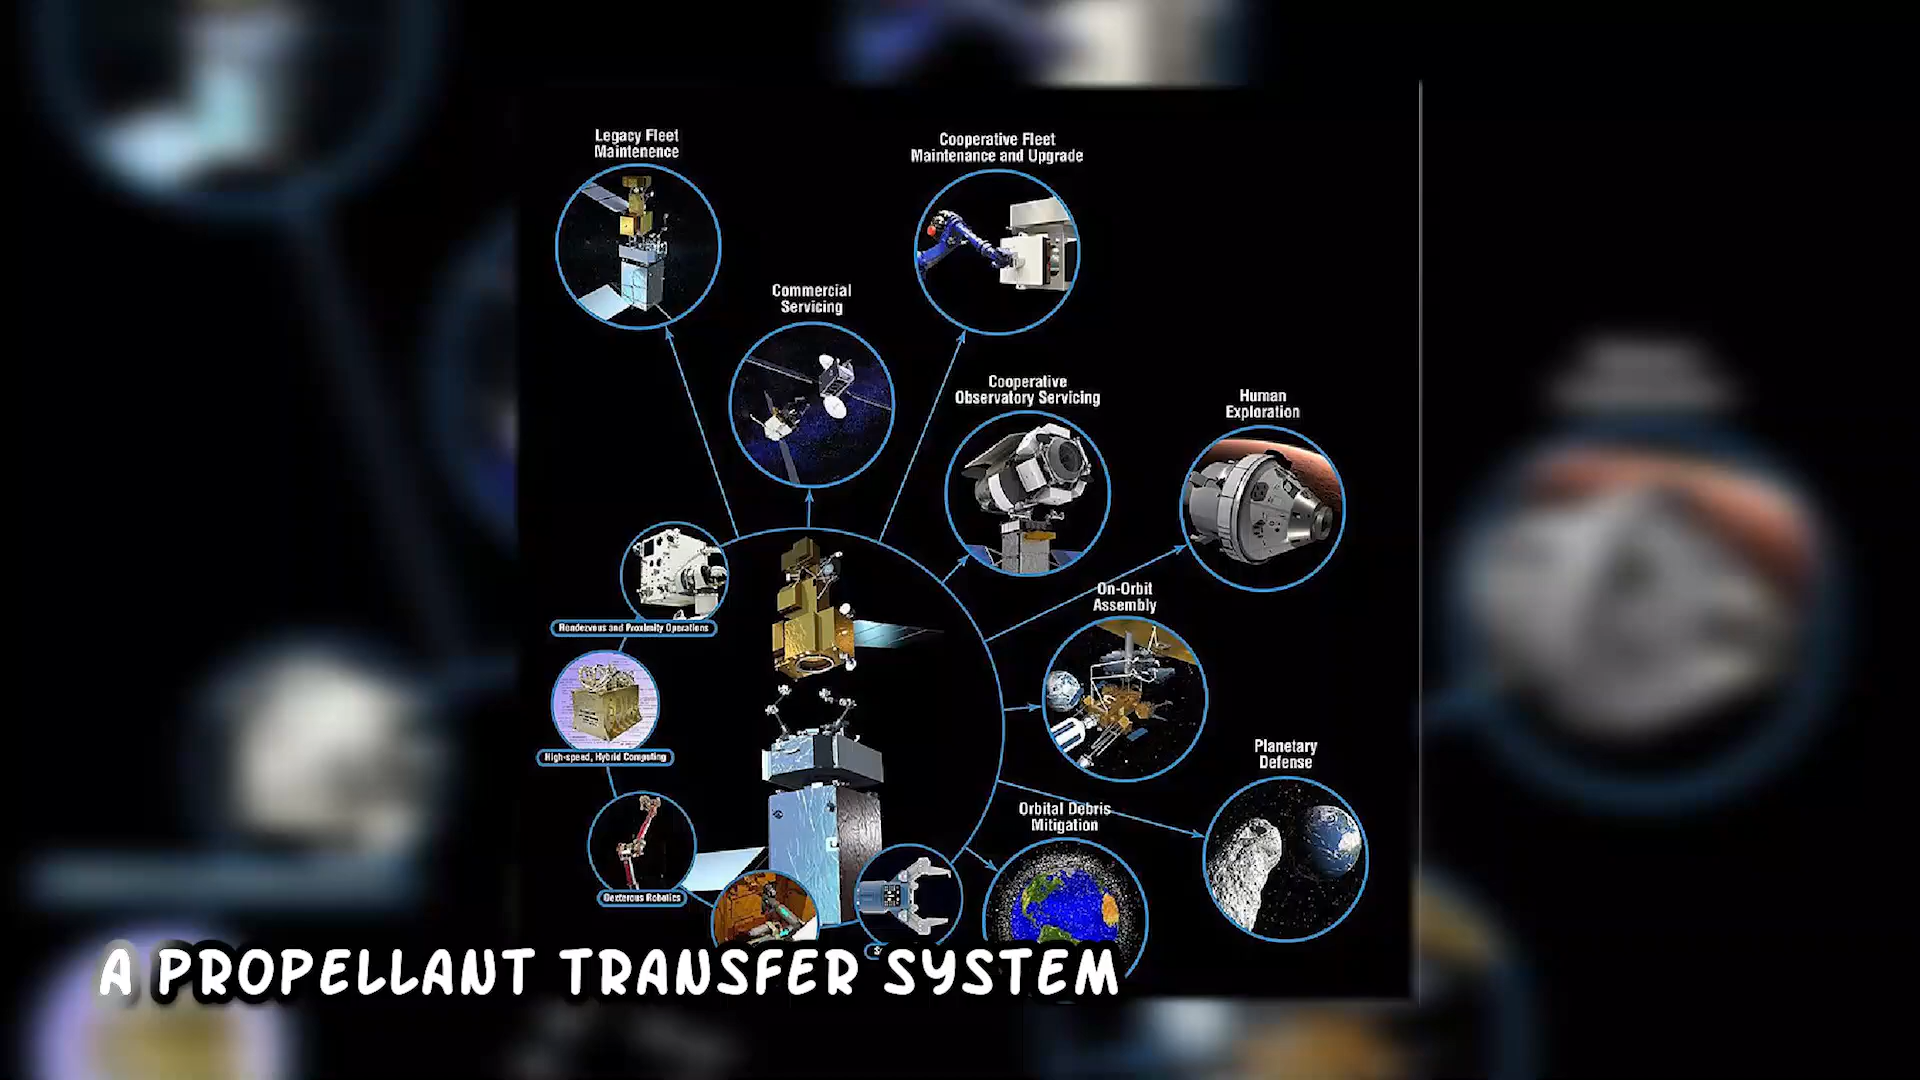 Legacy Fleet
Maintenence
Cooperative Fleet
Maintenance and Upgrade
Commercial
Servicing
Cooperative
Observatory Servicing
Human
Exploration
On-Orbit
Assembly
Rendezvous and Proximity Operations
High-speed, Hybrid Computing
Planetary
Defense
Orbital Debris
Mitigation
Dexterous Robotics
A PROPELLANT TRANSFER SYSTEM